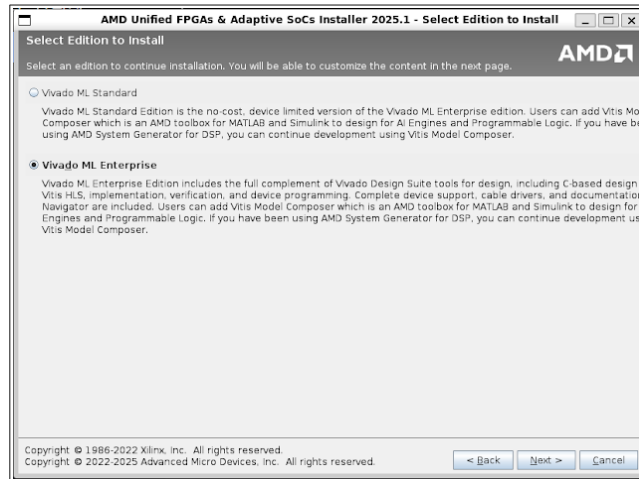 AMD Unified FPGAs & Adaptive SoCs Installer 2025.1 - Select Edition to Install
Select Edition to Install
AMD
Select an edition to continue installation. You will be able to customize the content in the next page.
Vivado ML Standard
Vivado ML Standard Edition is the no-cost, device limited version of the Vivado ML Enterprise edition. Users can add Vitis Mo
Composer which is an AMD toolbox for MATLAB and Simulink to design for AI Engines and Programmable Logic. If you have be
using AMD System Generator for DSP, you can continue development using Vitis Model Composer.
Vivado ML Enterprise
Vivado ML Enterprise Edition includes the full complement of Vivado Design Suite tools for design, including C-based design
Vitis HLS, implementation, verification, and device programming. Complete device support, cable drivers, and documentation
Navigator are included. Users can add Vitis Model Composer which is an AMD toolbox for MATLAB and Simulink to design for
Engines and Programmable Logic. If you have been using AMD System Generator for DSP, you can continue development us
Vitis Model Composer.
Copyright © 1986-2022 Xilinx, Inc. All rights reserved.
Copyright © 2022-2025 Advanced Micro Devices, Inc. All rights reserved.
< Back Next > Cancel